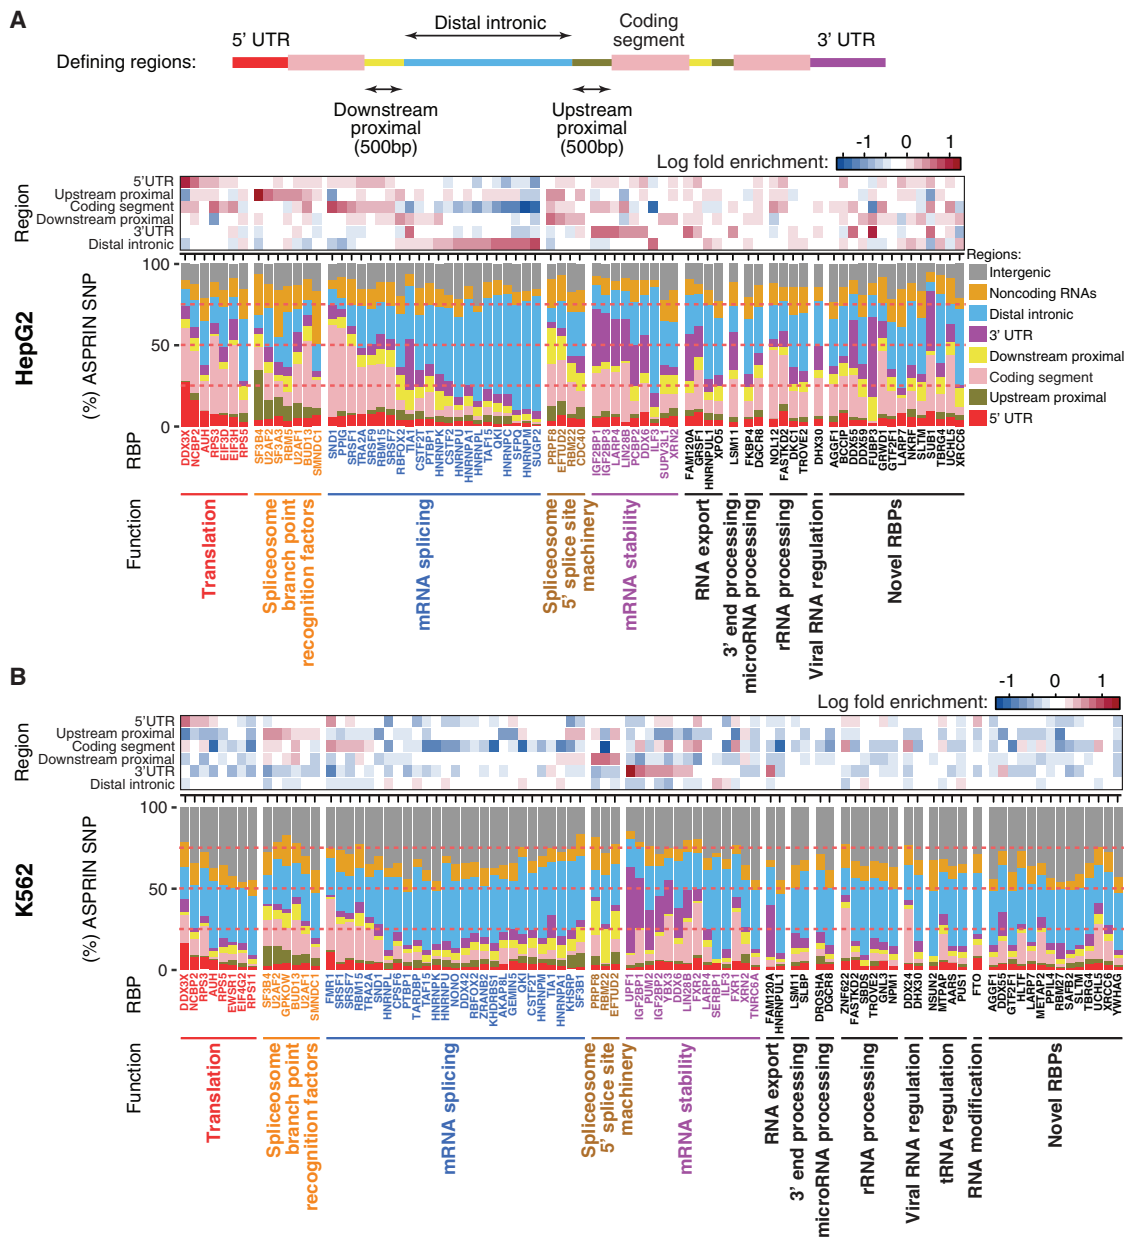 A
Distal intronic
Coding
segment
5' UTR
3' UTR
Defining regions:
Downstream
proximal
(500bp)
Upstream
proximal
(500bp)
Log fold enrichment:
-1 0 1
Region
5'UTR
Upstream proximal
Coding segment
Downstream proximal
3'UTR
Distal intronic
HepG2
(%) ASPRIN SNP
100
50
0
Regions:
Intergenic
Noncoding RNAs
Distal intronic
3' UTR
Downstream proximal
Coding segment
Upstream proximal
5' UTR
RBP
DDX3X
NCBP2
AUH
RPS3
EIF3D
EIF3H
RPS5
SF3B4
U2AF2
SF3A3
RBM5
U2AF1
BUD13
SMNDC1
SND1
PPIG
SRSF1
TRA2A
SRSF9
RBM15
SRSF7
RBFOX2
TIA1
CSTF2T
PTBP1
HNRNPK
CSTF2
HNRNPU
HNRNPA1
HNRNPL
TAF15
QKI
HNRNPC
SFPQ
HNRNPM
SUGP2
PRPF8
EFTUD2
RBM22
CDC40
IGF2BP1
IGF2BP3
LARP4
LIN28B
PCBP2
DDX6
ILF3
SUPV3L1
XRN2
FAM120A
GRSF1
HNRNPUL1
XPO5
LSM11
FKBP4
DGCR8
NOL12
FASTKD2
DKC1
TROVE2
DHX30
AGGF1
BCCIP
DDX55
DDX59
FUBP3
GRWD1
GTF2F1
LARP7
NKRF
SLTM
SUB1
TBRG4
UCHL5
XRCC6
Function
Translation
Spliceosome
branch point
recognition factors
mRNA splicing
Spliceosome
5' splice site
machinery
mRNA stability
RNA export
3' end processing
microRNA processing
rRNA processing
Viral RNA regulation
Novel RBPs
B
Log fold enrichment:
-1 0 1
Region
5'UTR
Upstream proximal
Coding segment
Downstream proximal
3'UTR
Distal intronic
K562
(%) ASPRIN SNP
100
50
0
RBP
DDX3X
NCBP2
RPS3
AUH
RPS5
EWSR1
EIF4G2
ETS1
SF3B4
U2AF2
GPKOW
BUD13
U2AF1
SMNDC1
FMR1
SRSF1
SRSF7
RBM15
TRA2A
SND1
HNRNPL
CPSF6
PTBP1
TARDBP
TAF15
HNRNPK
HNRNPU
NONO
RBFOX2
ZRANB2
KHDRBS1
AKAP8L
GEMIN5
QKI
CSTF2T
HNRNPM
TIA1
HNRNPA1
KHSRP
SF3B1
PRPF8
RBM22
EFTUD2
UPF1
IGF2BP1
PUM2
IGF2BP2
YBX3
DDX6
LIN28B
FXR2
LARP4
SERBP1
ILF3
FXR1
XRN2
TNRC6A
FAM120A
HNRNPUL1
LSM11
SLBP
DROSHA
DGCR8
ZNF622
FASTKD2
SBDS
TROVE2
GNL3
NPM1
DDX24
DHX30
NSUN2
MTPAP
AARS
PUS1
FTO
AGGF1
DDX55
GTF2F1
HLTF
LARP7
METAP2
PPIL4
RBM27
SAFB2
SLTM
TBRG4
UCHL5
XRCC6
YWHAG
Function
Translation
Spliceosome
branch point
recognition factors
mRNA splicing
Spliceosome
5' splice site
machinery
mRNA stability
RNA export
3' end processing
microRNA processing
rRNA processing
Viral RNA regulation
tRNA regulation
RNA modification
Novel RBPs